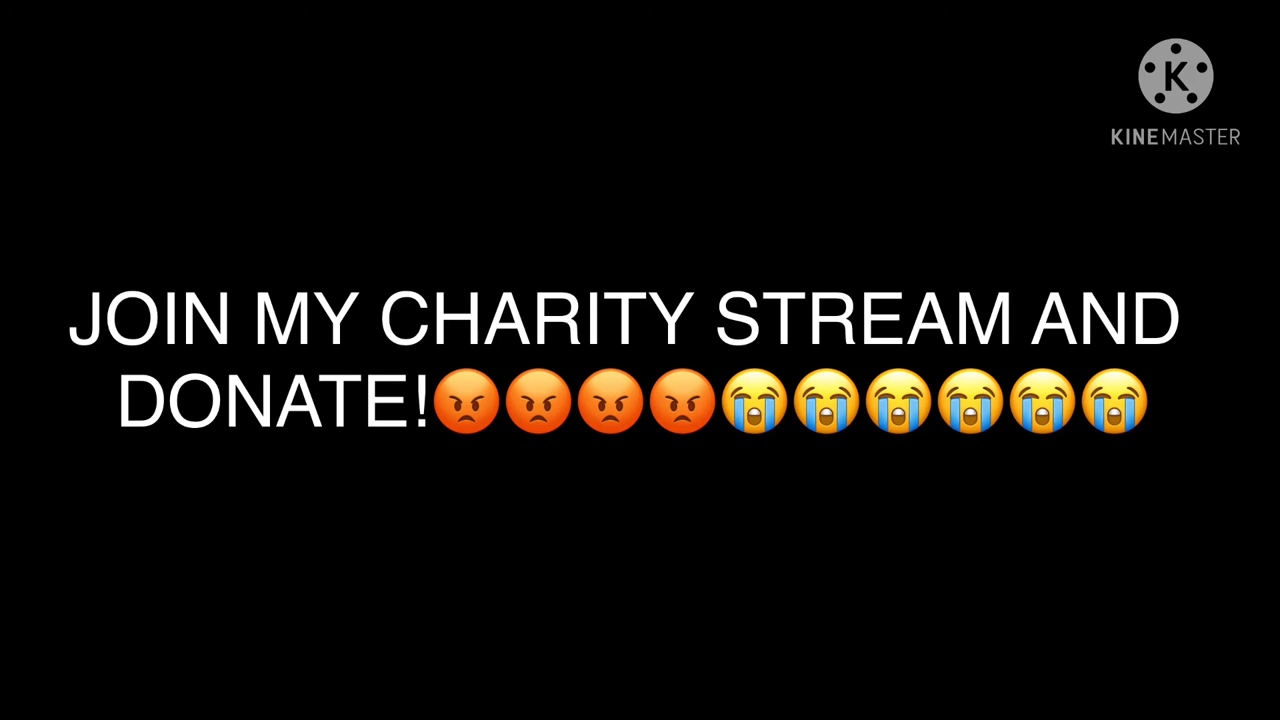 K
KINEMASTER
JOIN MY CHARITY STREAM AND
DONATE!😡😡😡😡😭😭😭😭😭😭